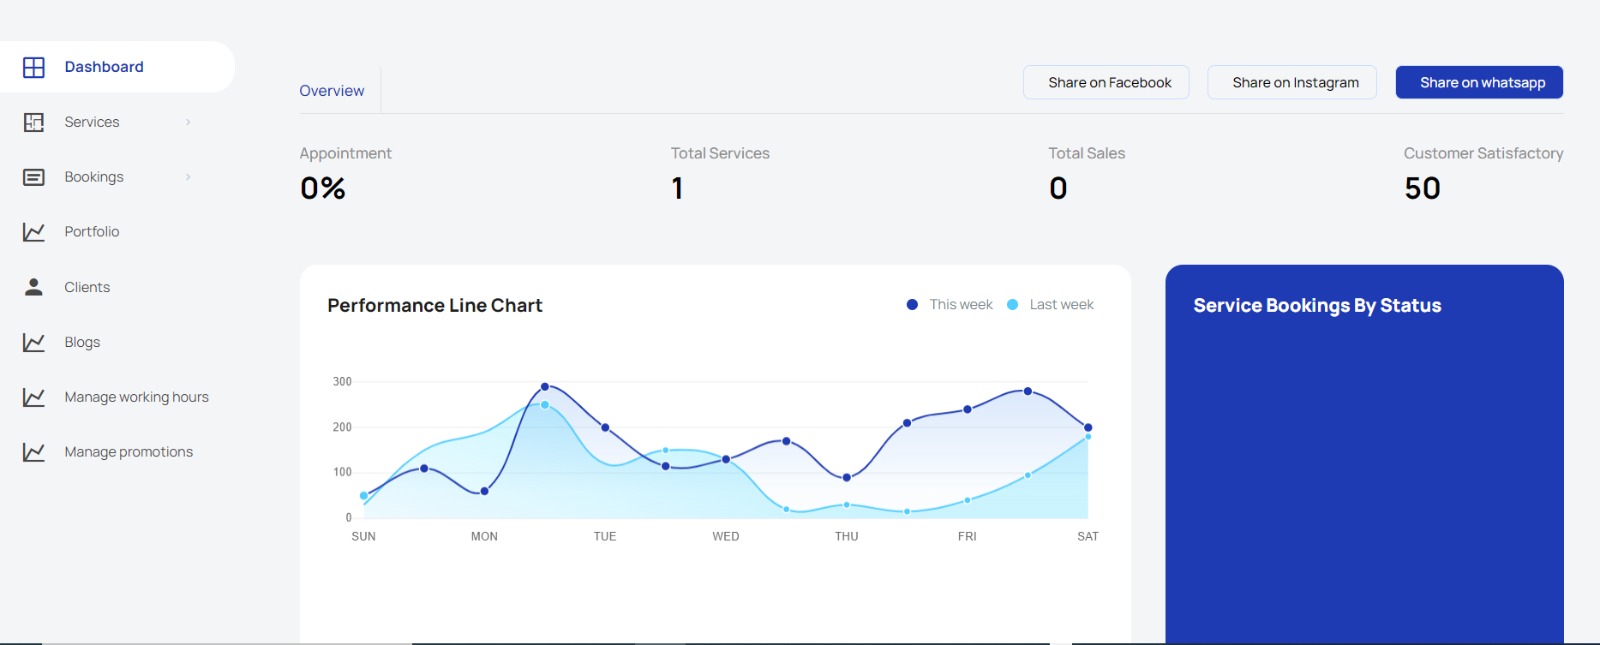 Dashboard
Services
Bookings
Portfolio
Clients
Blogs
Manage working hours
Manage promotions
Overview
Share on Facebook
Share on Instagram
Share on whatsapp
Appointment
0%
Total Services
1
Total Sales
0
Customer Satisfactory
50
Performance Line Chart
This week
Last week
300
200
100
0
SUN MON TUE WED THU FRI SAT
Service Bookings By Status